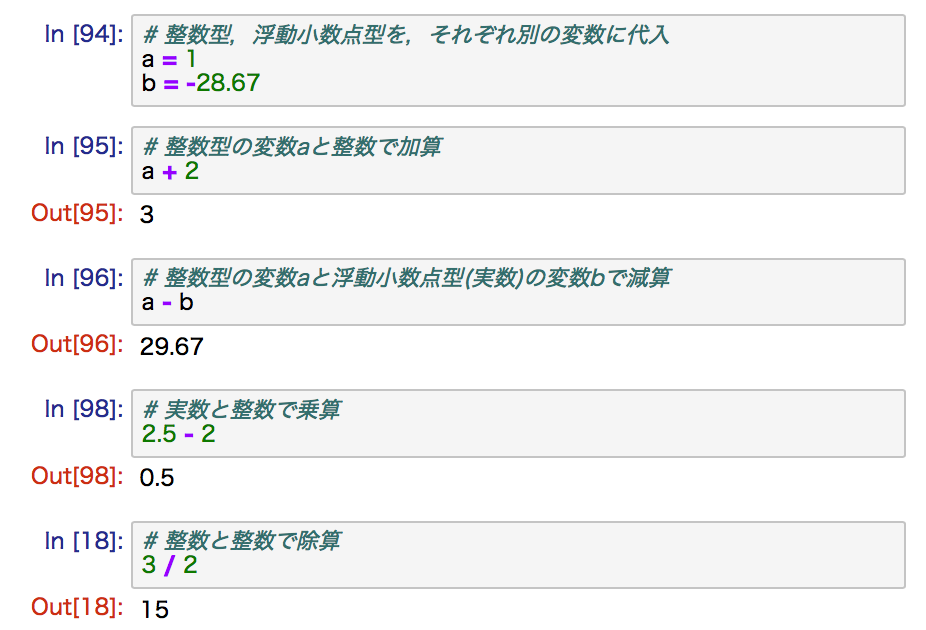 In [94]: # 整数型，浮動小数点型を，それぞれ別の変数に代入
a = 1
b = -28.67
In [95]: # 整数型の変数aと整数で加算
a + 2
Out[95]: 3
In [96]: # 整数型の変数aと浮動小数点型(実数)の変数bで減算
a - b
Out[96]: 29.67
In [98]: # 実数と整数で乗算
2.5 - 2
Out[98]: 0.5
In [18]: # 整数と整数で除算
3 / 2
Out[18]: 15